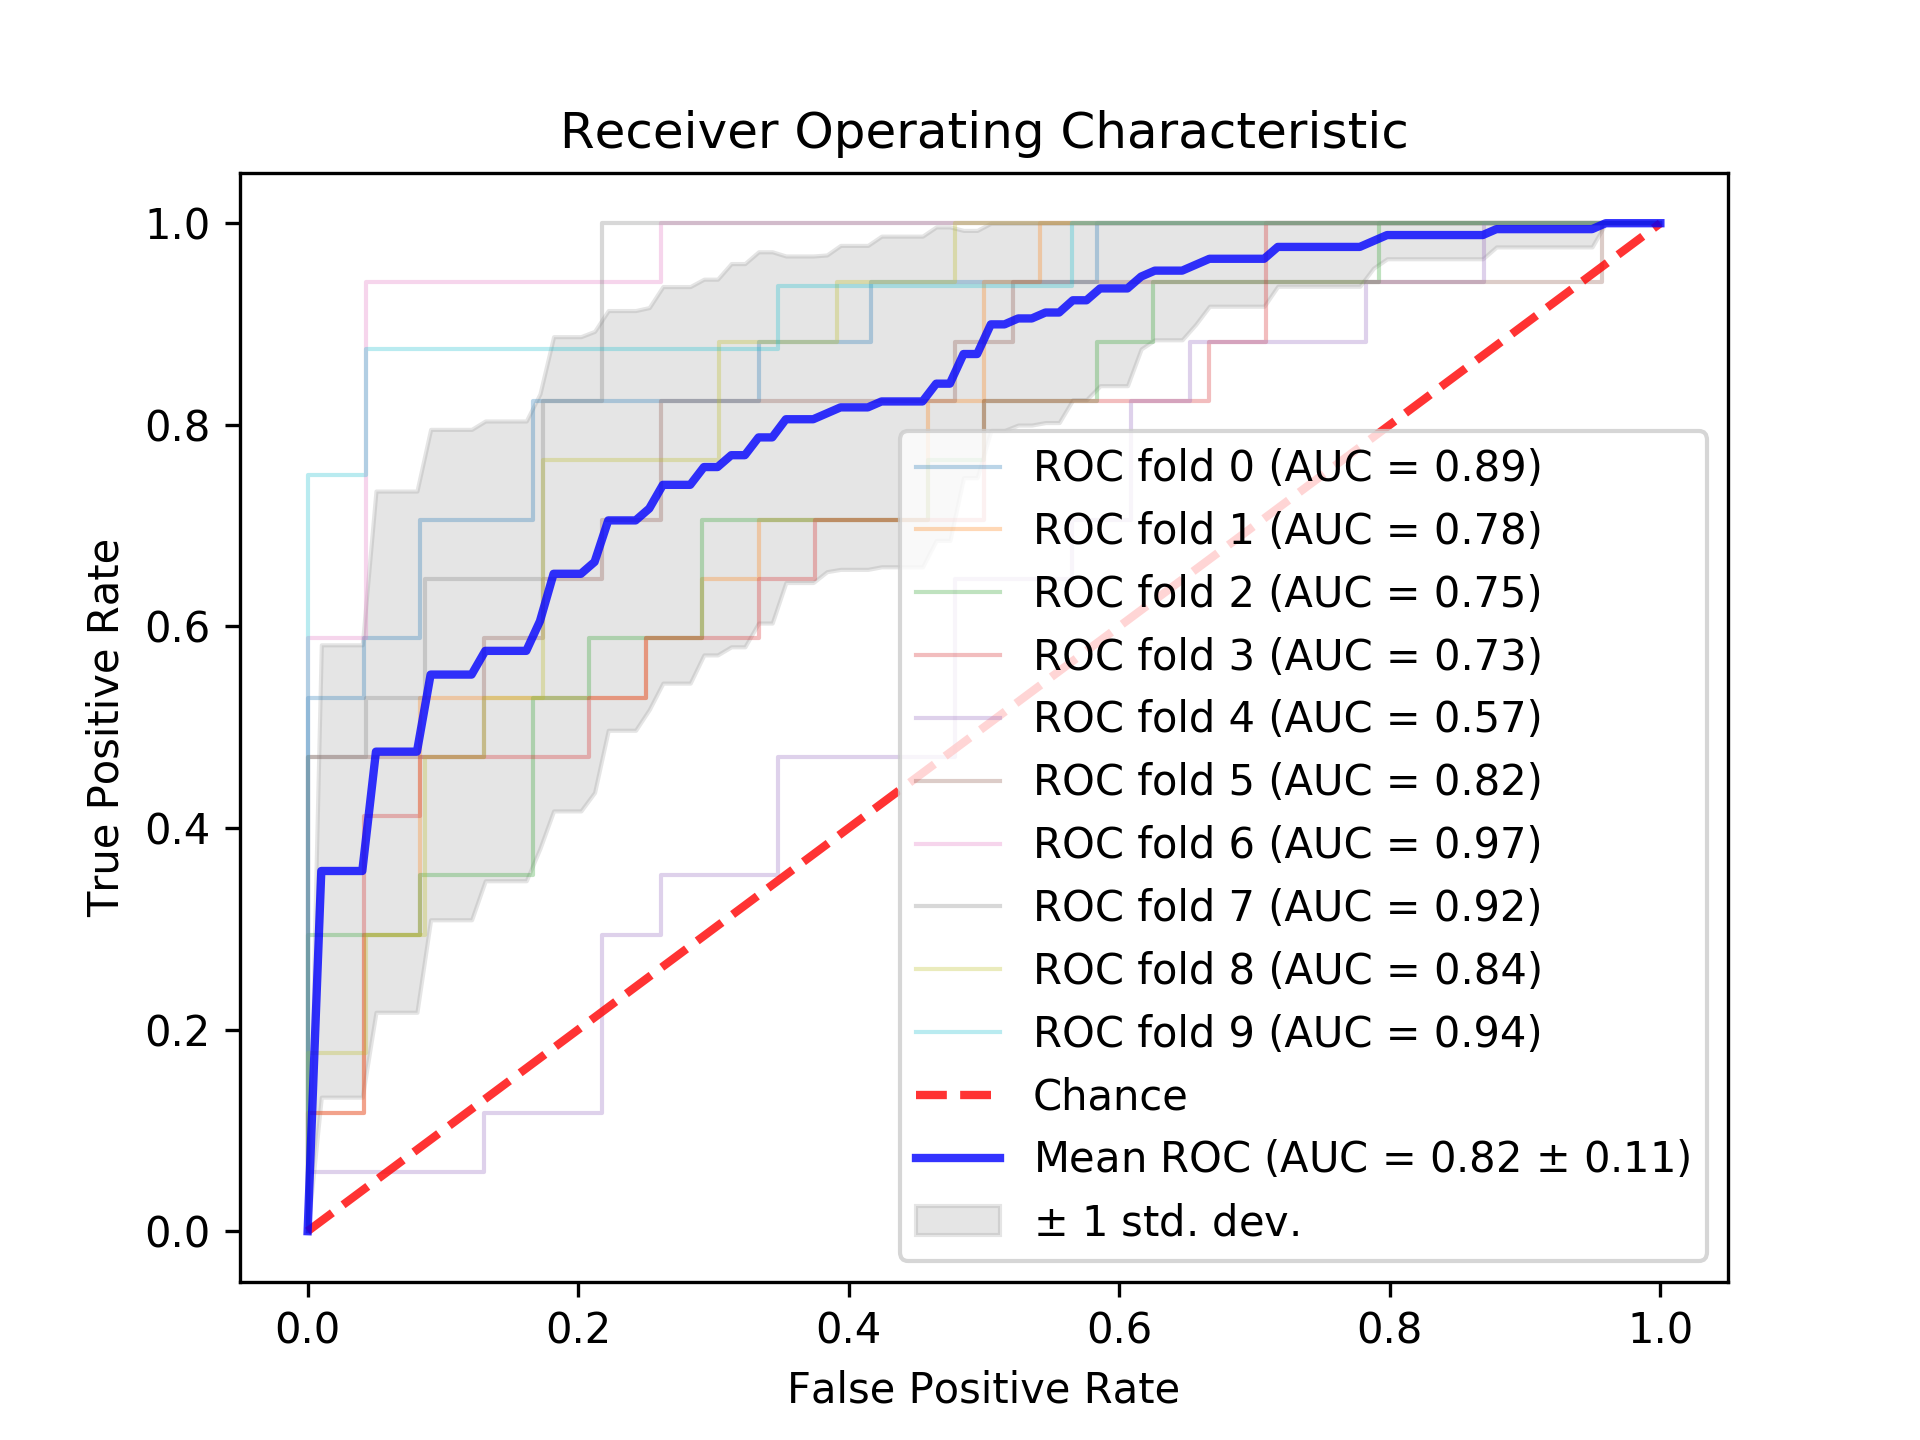 Receiver Operating Characteristic
True Positive Rate
1.0
0.8
0.6
0.4
0.2
0.0
0.0 0.2 0.4 0.6 0.8 1.0
False Positive Rate
ROC fold 0 (AUC = 0.89)
ROC fold 1 (AUC = 0.78)
ROC fold 2 (AUC = 0.75)
ROC fold 3 (AUC = 0.73)
ROC fold 4 (AUC = 0.57)
ROC fold 5 (AUC = 0.82)
ROC fold 6 (AUC = 0.97)
ROC fold 7 (AUC = 0.92)
ROC fold 8 (AUC = 0.84)
ROC fold 9 (AUC = 0.94)
Chance
Mean ROC (AUC = 0.82 ± 0.11)
± 1 std. dev.